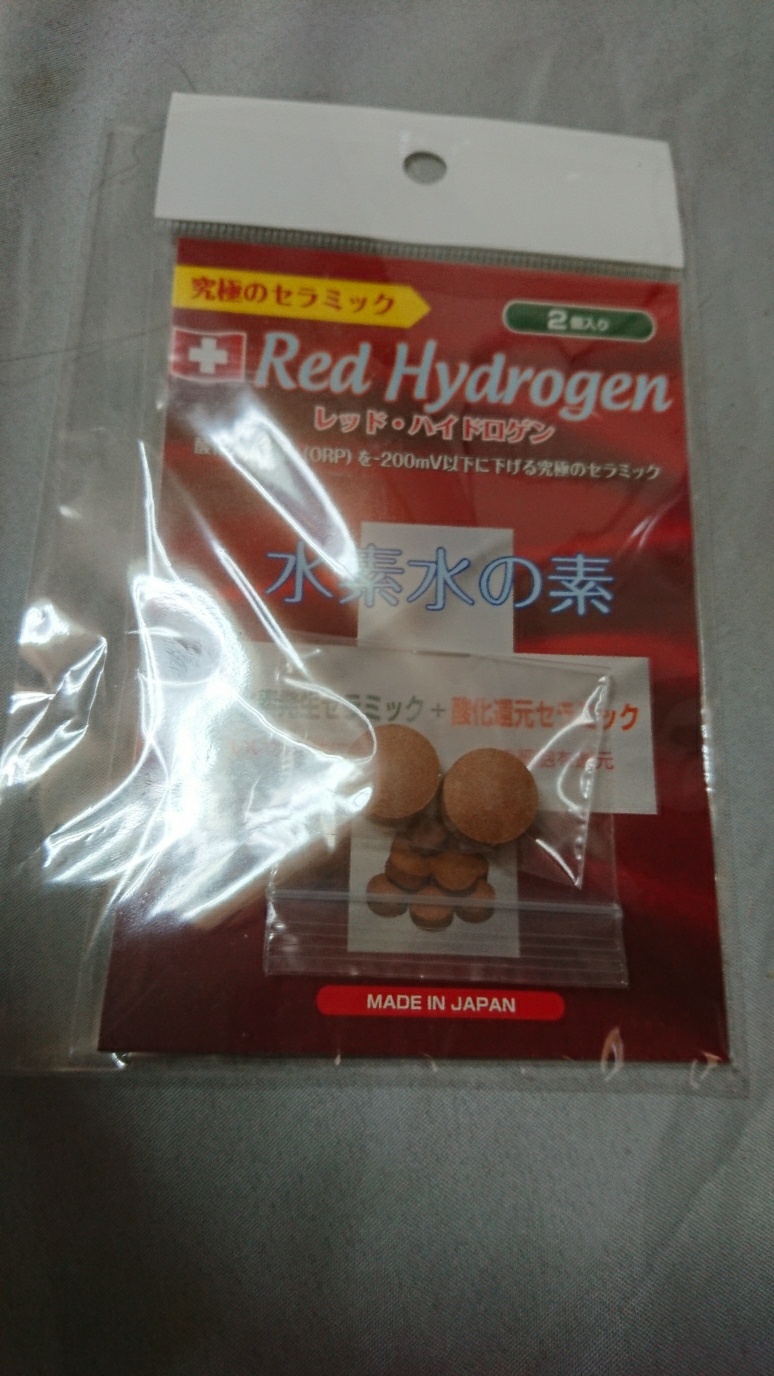 究極のセラミック
2個入り
Red Hydrogen
レッド・ハイドロゲン
(ORP) を-200mV以下に下げる究極のセラミック
水素水の素
発生セラミック + 酸化還元セラミック
MADE IN JAPAN